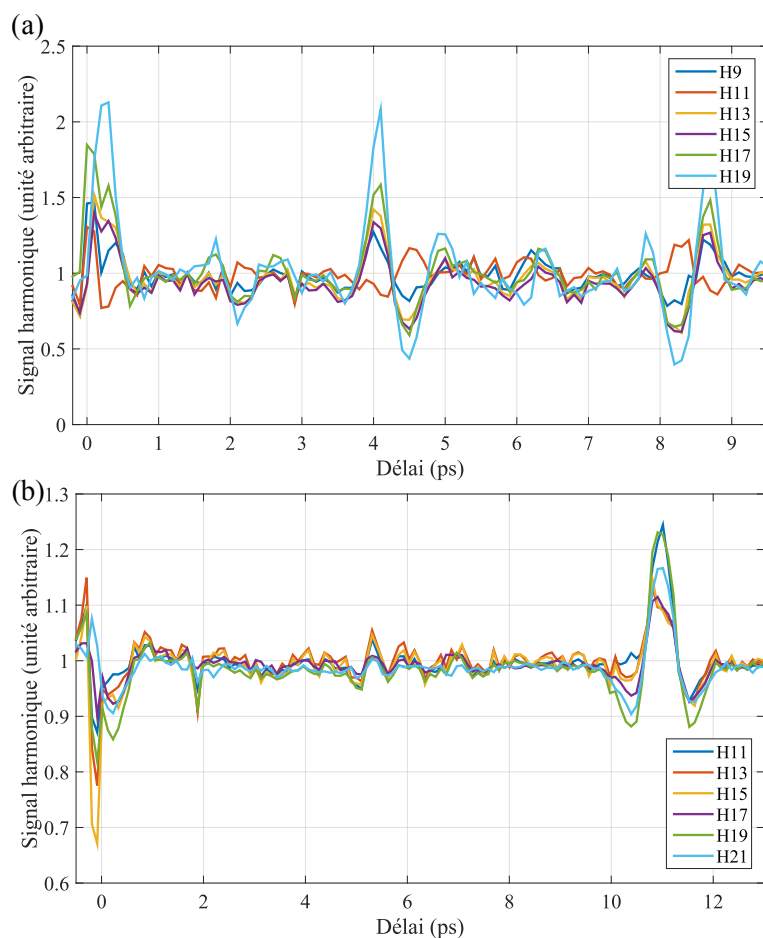 (a)
Signal harmonique (unité arbitraire)
2.5
2
1.5
1
0.5
0
0 1 2 3 4 5 6 7 8 9
Délai (ps)
H9
H11
H13
H15
H17
H19
(b)
Signal harmonique (unité arbitraire)
1.3
1.2
1.1
1
0.9
0.8
0.7
0.6
0 2 4 6 8 10 12
Délai (ps)
H11
H13
H15
H17
H19
H21